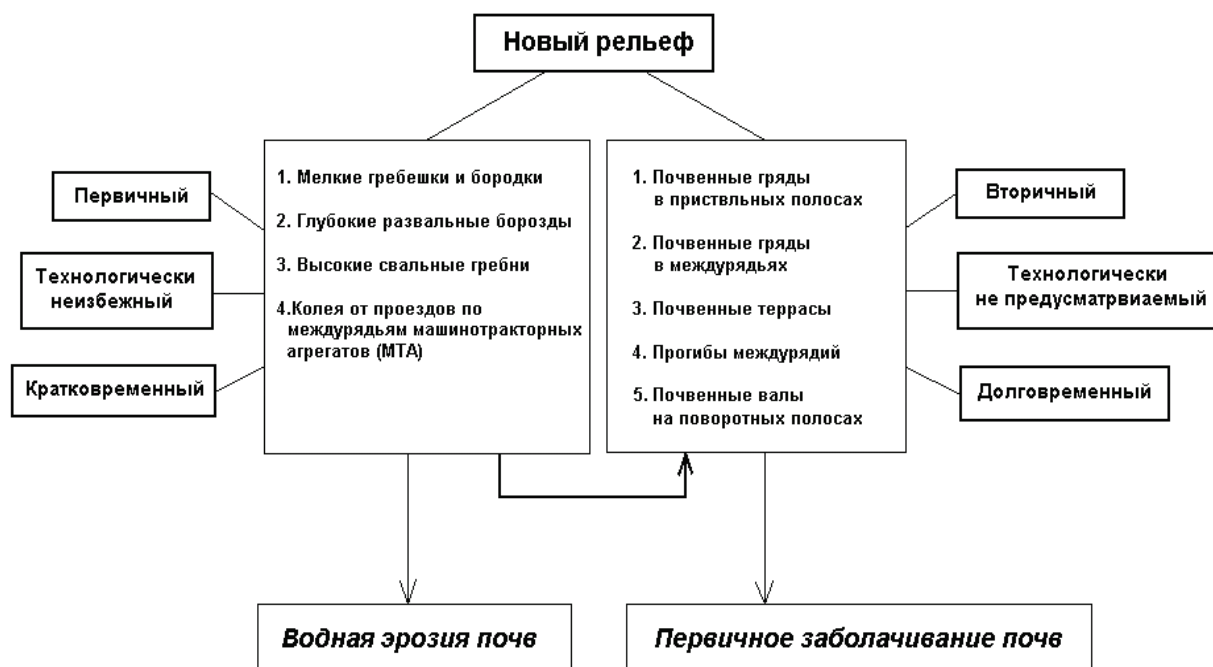 Новый рельеф
Первичный
Технологически
неизбежный
Кратковременный
1. Мелкие гребешки и бородки
2. Глубокие развальные борозды
3. Высокие свальные гребни
4.Колея от проездов по
междурядьям машинотракторных
агрегатов (МТА)
1. Почвенные гряды
в приствльных полосах
2. Почвенные гряды
в междурядьях
3. Почвенные террасы
4. Прогибы междурядий
5. Почвенные валы
на поворотных полосах
Вторичный
Технологически
не предусматрвиаемый
Долговременный
Водная эрозия почв
Первичное заболачивание почв